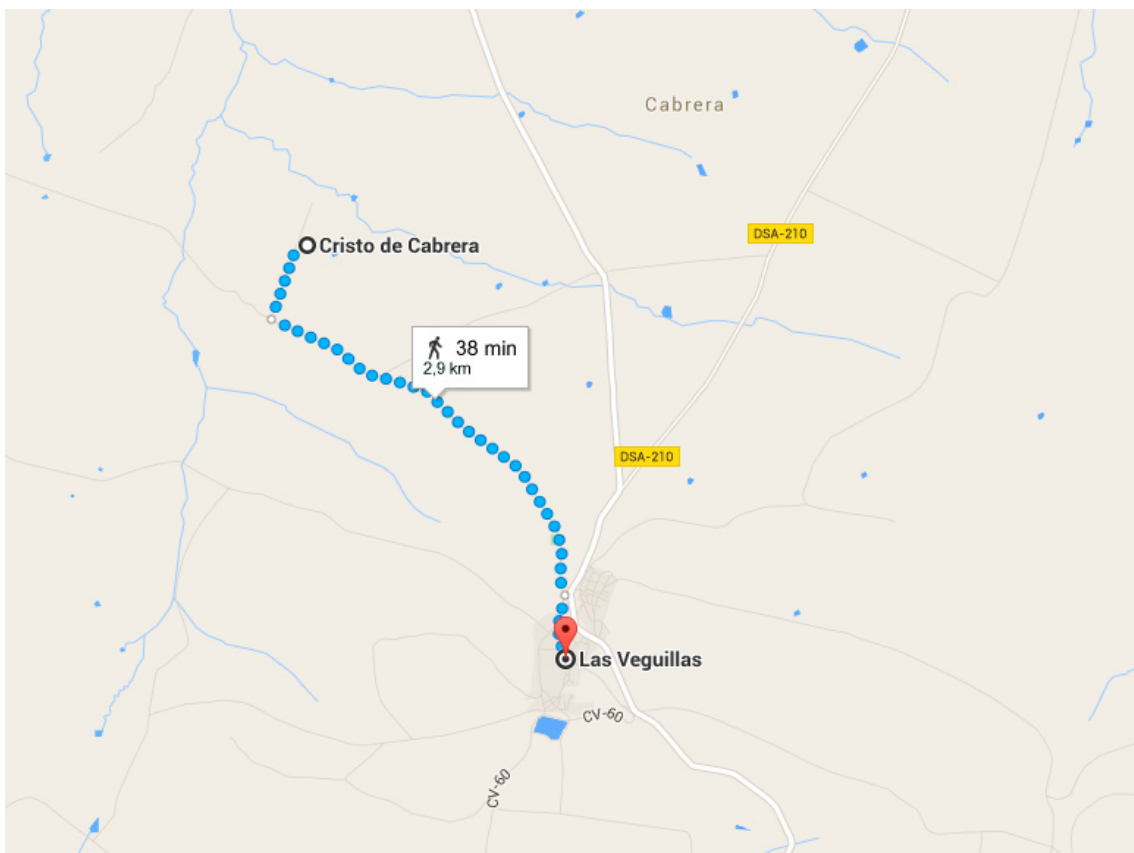 Cabrera
DSA-210
Cristo de Cabrera
38 min
2,9 km
DSA-210
Las Veguillas
CV-60
CV-60